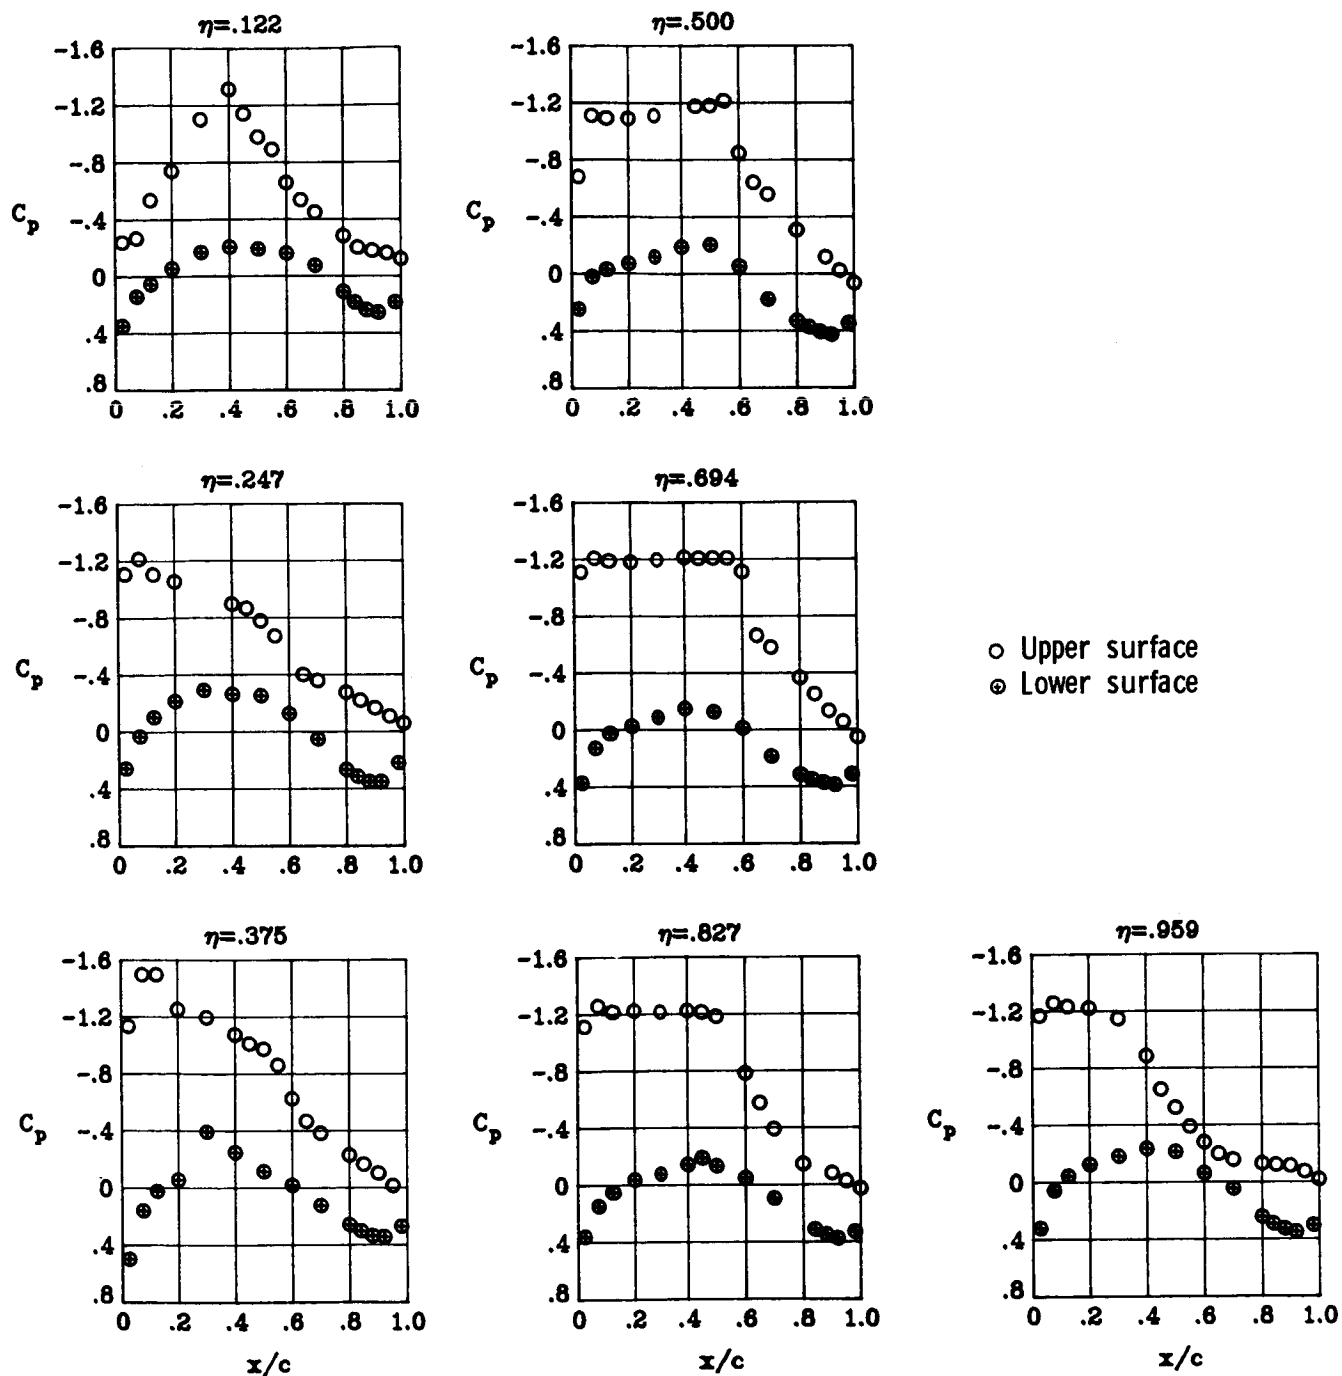 η=.122
-1.6
-1.2
-.8
-.4
0
.4
.8
C_p
0 .2 .4 .6 .8 1.0
η=.500
-1.6
-1.2
-.8
-.4
0
.4
.8
C_p
0 .2 .4 .6 .8 1.0
η=.247
-1.6
-1.2
-.8
-.4
0
.4
.8
C_p
0 .2 .4 .6 .8 1.0
η=.694
-1.6
-1.2
-.8
-.4
0
.4
.8
C_p
0 .2 .4 .6 .8 1.0
Upper surface
Lower surface
η=.375
-1.6
-1.2
-.8
-.4
0
.4
.8
C_p
0 .2 .4 .6 .8 1.0
x/c
η=.827
-1.6
-1.2
-.8
-.4
0
.4
.8
C_p
0 .2 .4 .6 .8 1.0
x/c
η=.959
-1.6
-1.2
-.8
-.4
0
.4
.8
C_p
0 .2 .4 .6 .8 1.0
x/c